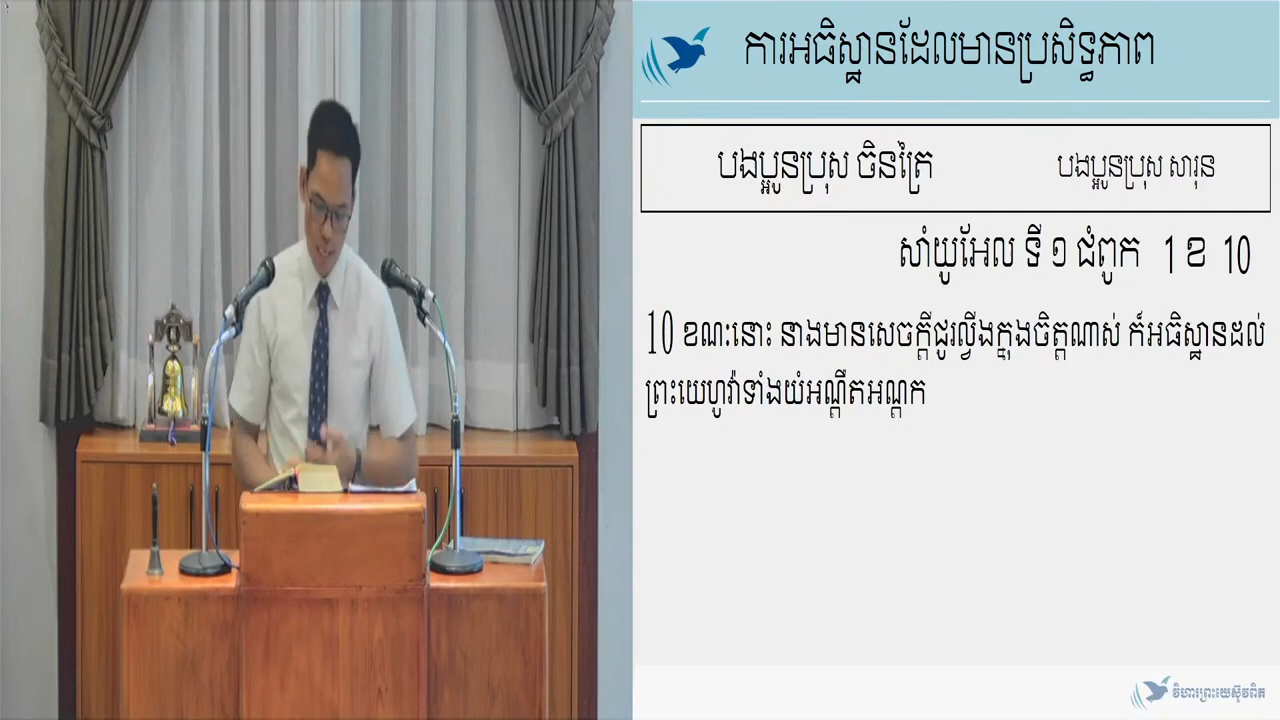 ការអធិស្ឋានដែលមានប្រសិទ្ធភាព
បងប្អូនប្រុស ចិនត្រៃ បងប្អូនប្រុស សារុន
សាំយូអែល ទី ១ ជំពូក 1 ខ 10
10 ខណៈនោះ នាងមានសេចក្ដីជូរល្វីងក្នុងចិត្តណាស់ ក៏អធិស្ឋានដល់
ព្រះយេហូវ៉ាទាំងយំអណ្ដឺតអណ្ដក
វិហារព្រះយេស៊ូវពិត